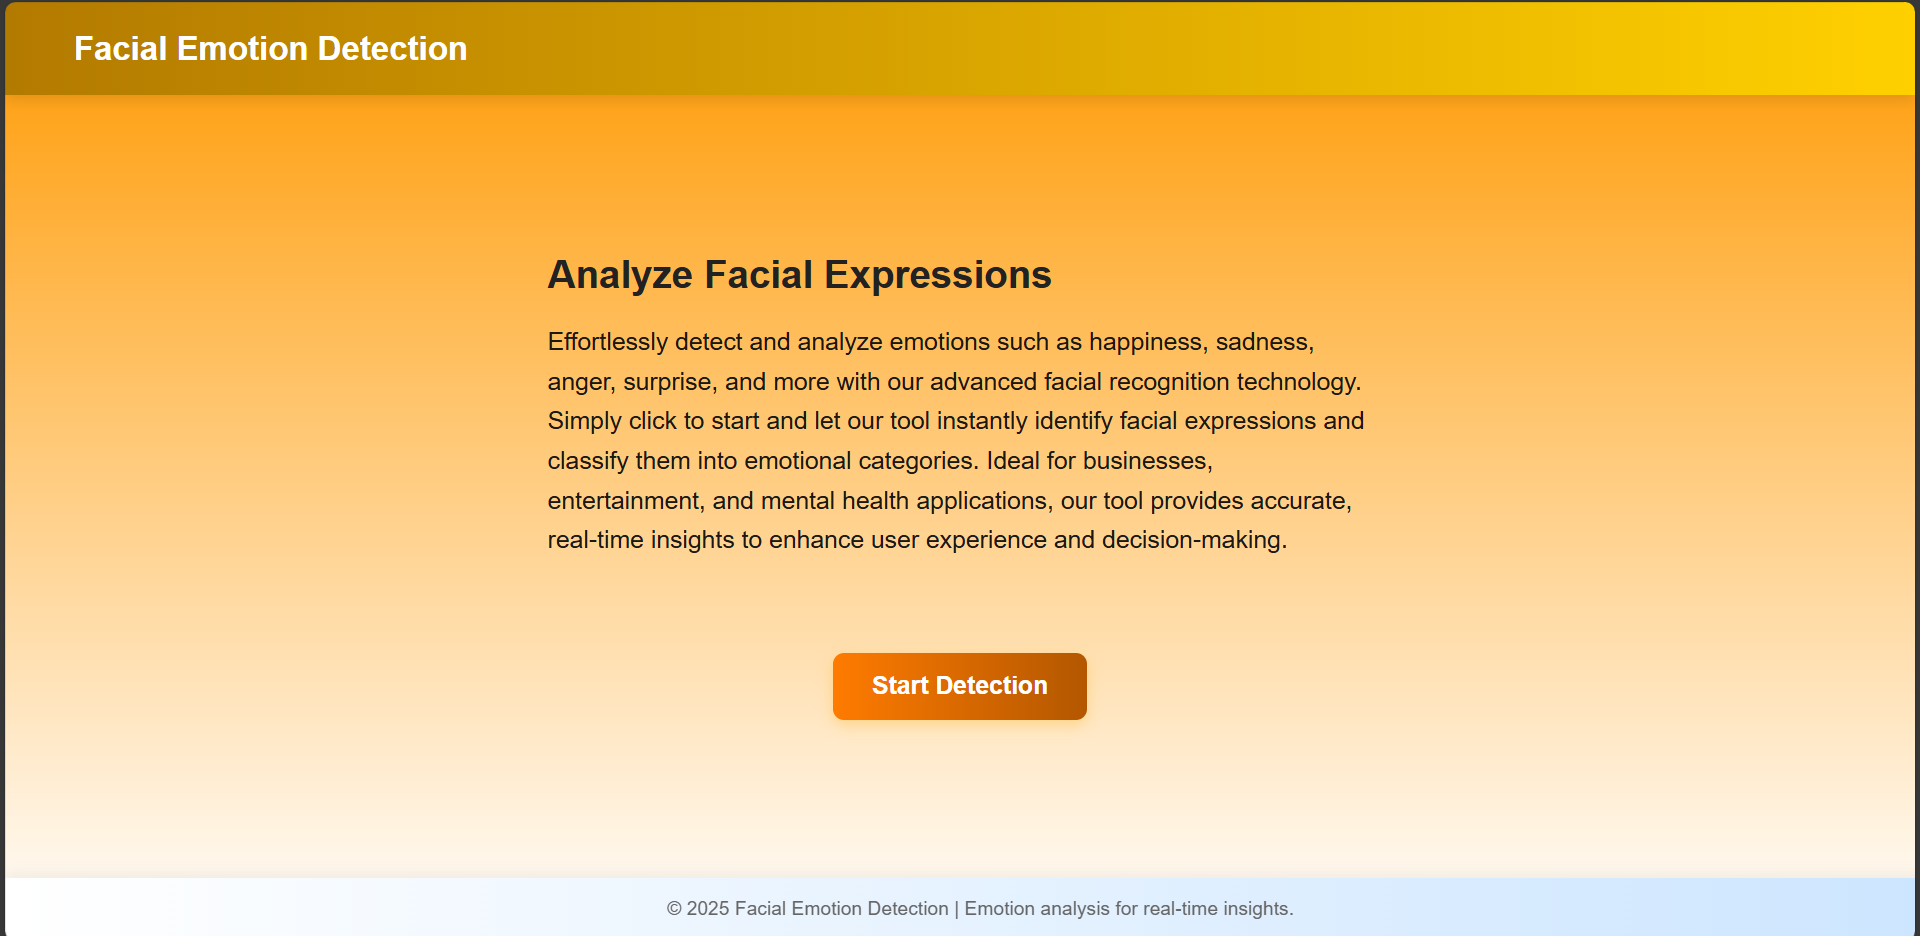 Facial Emotion Detection
Analyze Facial Expressions
Effortlessly detect and analyze emotions such as happiness, sadness,
anger, surprise, and more with our advanced facial recognition technology.
Simply click to start and let our tool instantly identify facial expressions and
classify them into emotional categories. Ideal for businesses,
entertainment, and mental health applications, our tool provides accurate,
real-time insights to enhance user experience and decision-making.
Start Detection
© 2025 Facial Emotion Detection | Emotion analysis for real-time insights.